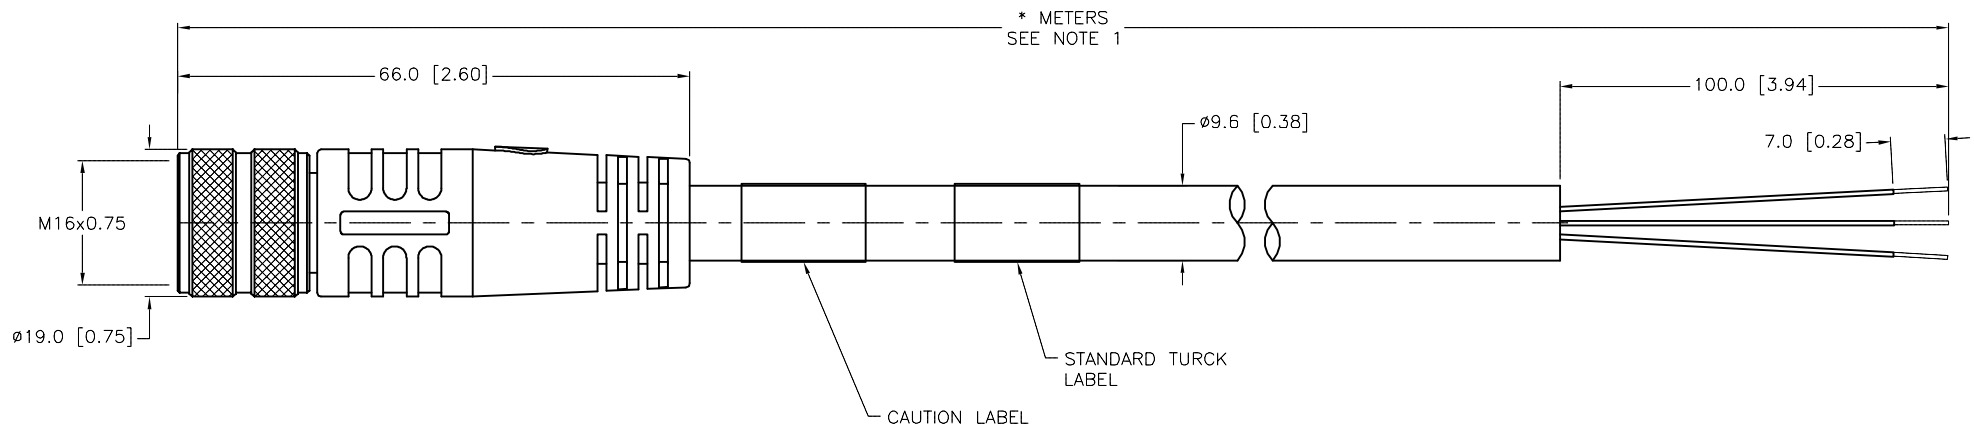 * METERS
SEE NOTE 1
66.0 [2.60]
100.0 [3.94]
ø9.6 [0.38]
7.0 [0.28]
M16x0.75
ø19.0 [0.75]
STANDARD TURCK
LABEL
CAUTION LABEL